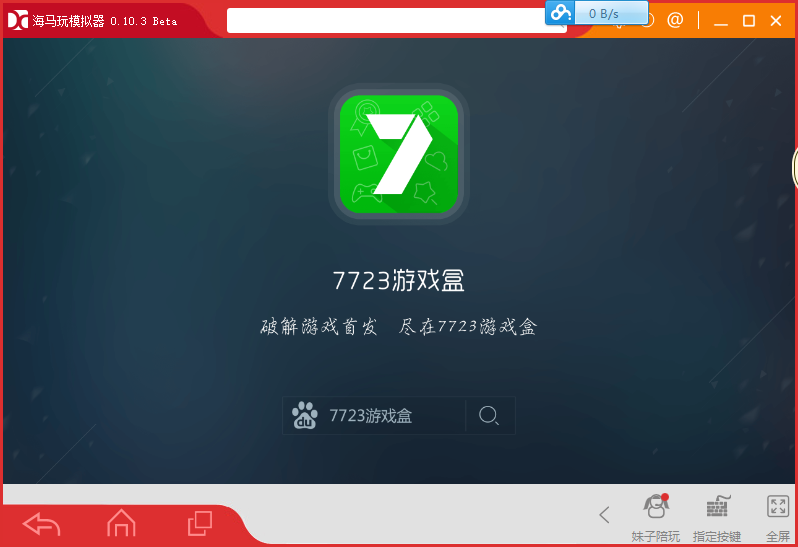 海马玩模拟器 0.10.3 Beta
0 B/s
@
7
7723游戏盒
破解游戏首发 尽在7723游戏盒
du 7723游戏盒
妹子陪玩 指定按键 全屏